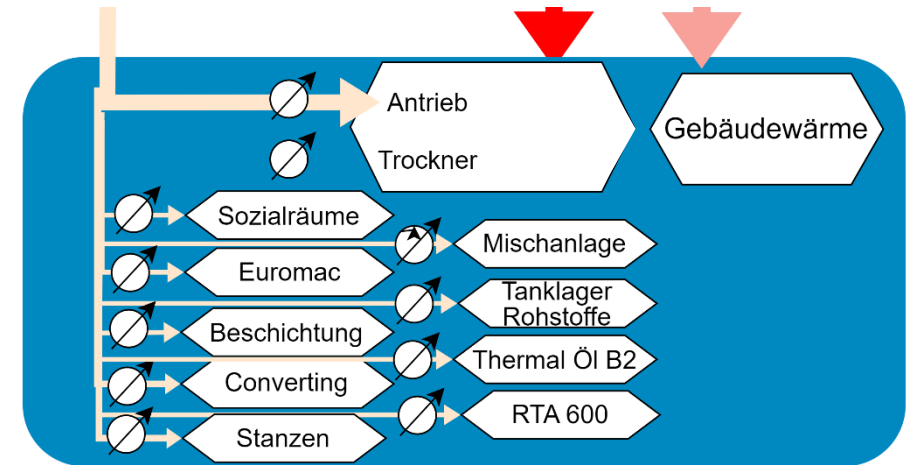 Antrieb
Gebäudewärme
Trockner
Sozialräume
Mischanlage
Euromac
Tanklager
Rohstoffe
Beschichtung
Thermal Öl B2
Converting
RTA 600
Stanzen